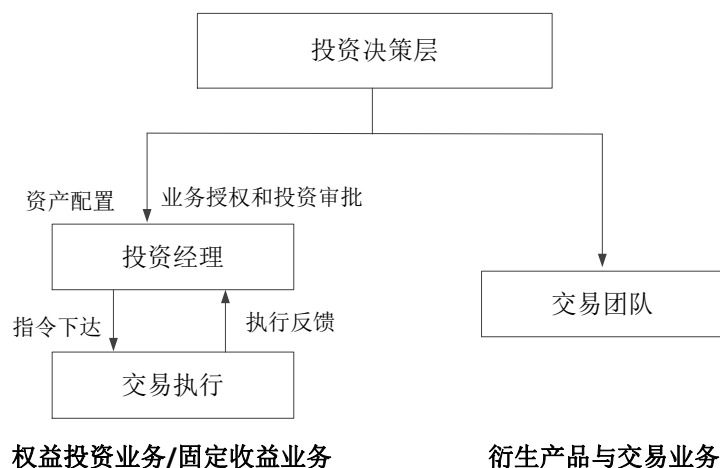 投资决策层
资产配置
业务授权和投资审批
投资经理
交易团队
指令下达
执行反馈
交易执行
权益投资业务/固定收益业务
衍生产品与交易业务